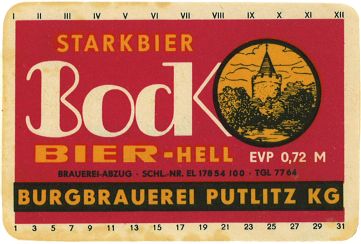 I II III IV V VI VII VIII IX X XI XII
STARKBIER
Bock
BIER-HELL EVP 0,72 M
BRAUEREI-ABZUG · SCHL.-NR. EL 17854 100 · TGL 7764
BURGBRAUEREI PUTLITZ KG
1 3 5 7 9 11 13 15 17 19 21 23 25 27 29 31